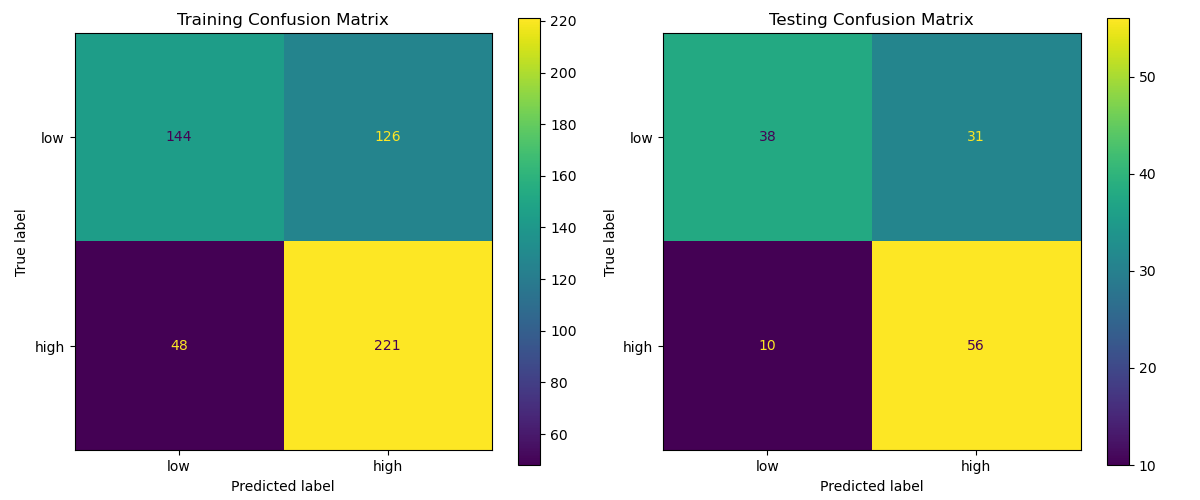 Training Confusion Matrix
True label
low
high
144
126
48
221
low
high
Predicted label
220
200
180
160
140
120
100
80
60
Testing Confusion Matrix
True label
low
high
38
31
10
56
low
high
Predicted label
50
40
30
20
10